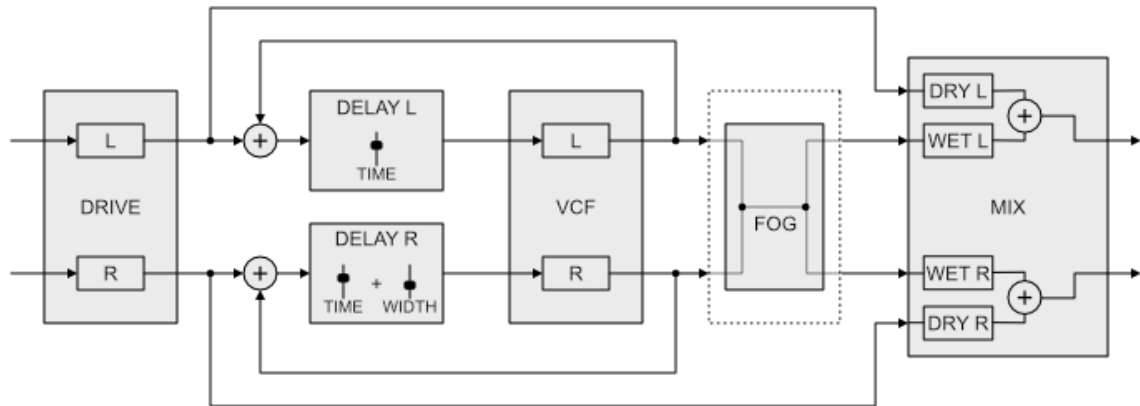 DRIVE
L
R
+
+
DELAY L
TIME
DELAY R
TIME + WIDTH
VCF
L
R
FOG
MIX
DRY L
WET L
+
WET R
DRY R
+